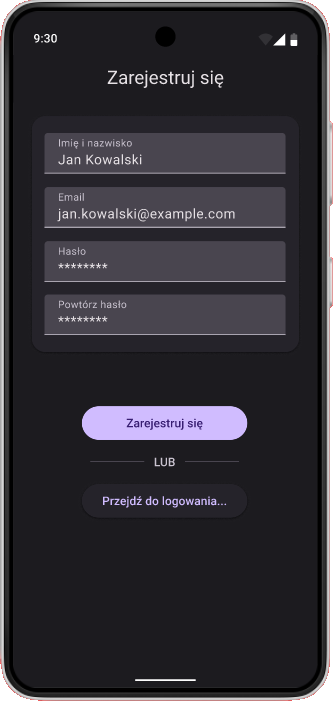 9:30
Zarejestruj się
Imię i nazwisko
Jan Kowalski
Email
jan.kowalski@example.com
Hasło
********
Powtórz hasło
********
Zarejestruj się
LUB
Przejdź do logowania...